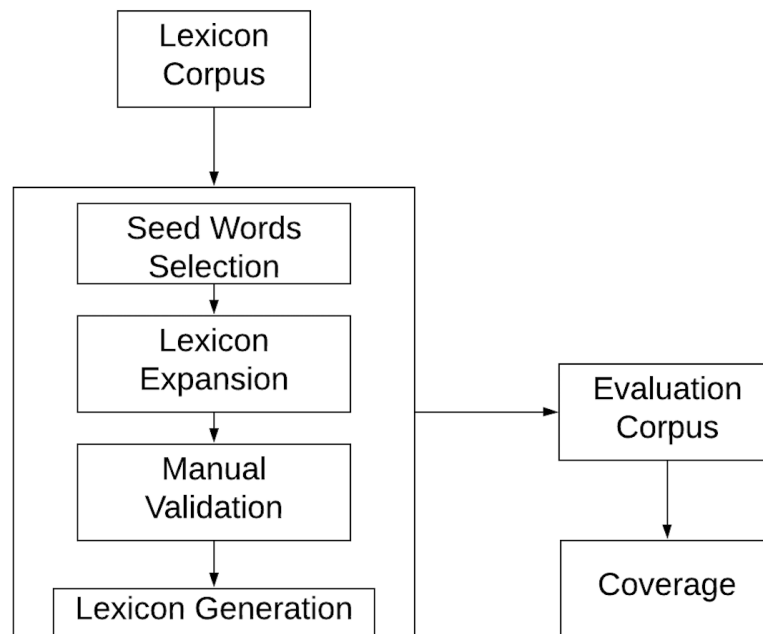 Lexicon
Corpus
Seed Words
Selection
Lexicon
Expansion
Manual
Validation
Lexicon Generation
Evaluation
Corpus
Coverage